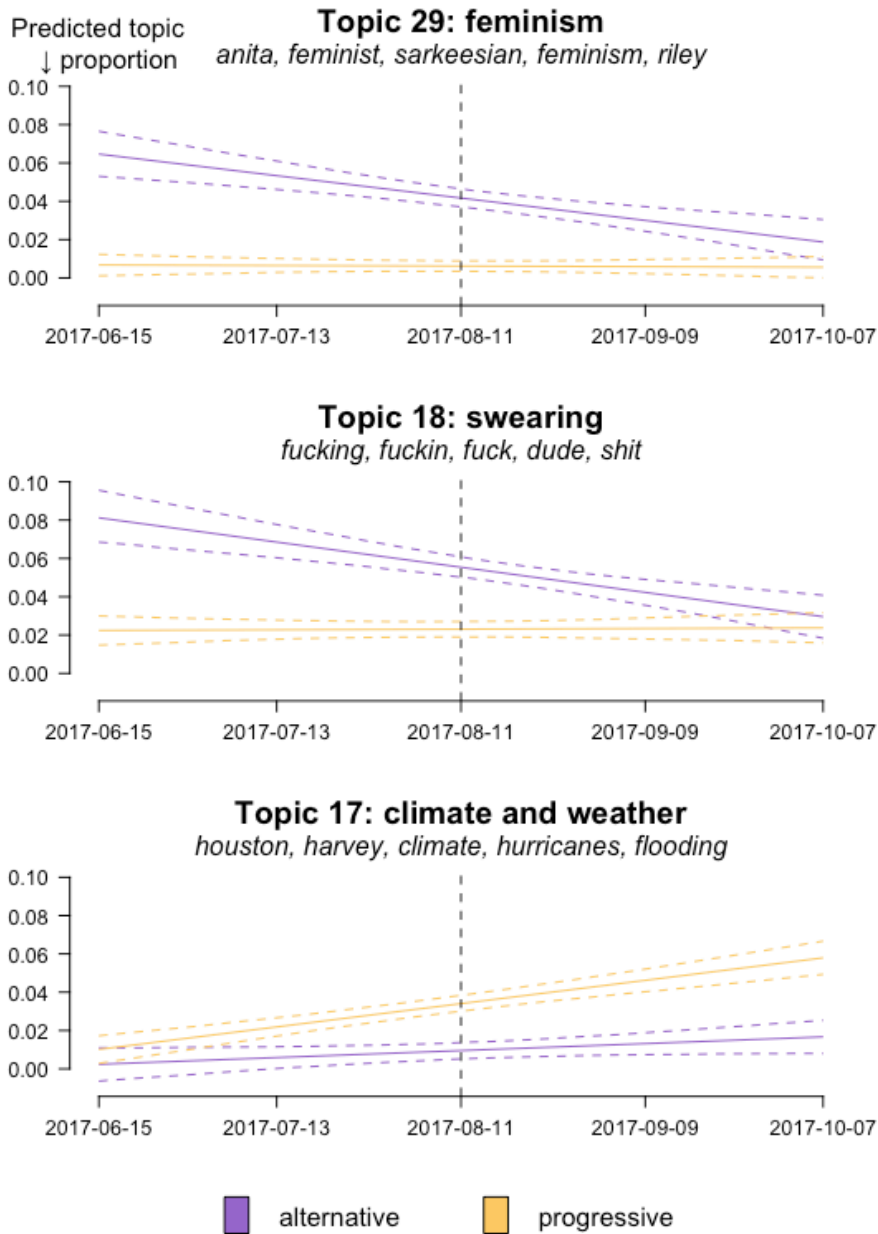 Predicted topic
↓ proportion
Topic 29: feminism
anita, feminist, sarkeesian, feminism, riley
0.10
0.08
0.06
0.04
0.02
0.00
2017-06-15 2017-07-13 2017-08-11 2017-09-09 2017-10-07
Topic 18: swearing
fucking, fuckin, fuck, dude, shit
0.10
0.08
0.06
0.04
0.02
0.00
2017-06-15 2017-07-13 2017-08-11 2017-09-09 2017-10-07
Topic 17: climate and weather
houston, harvey, climate, hurricanes, flooding
0.10
0.08
0.06
0.04
0.02
0.00
2017-06-15 2017-07-13 2017-08-11 2017-09-09 2017-10-07
alternative progressive